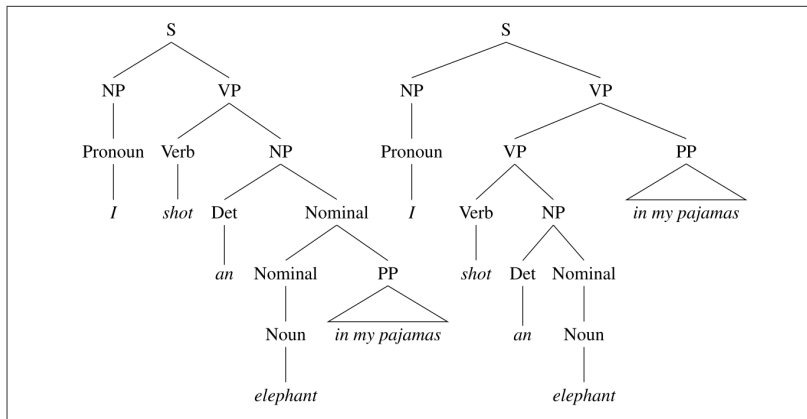 S S
NP VP NP VP
Pronoun Verb NP Pronoun VP PP
I shot Det Nominal I Verb NP in my pajamas
an Nominal PP shot Det Nominal
Noun in my pajamas an Noun
elephant elephant